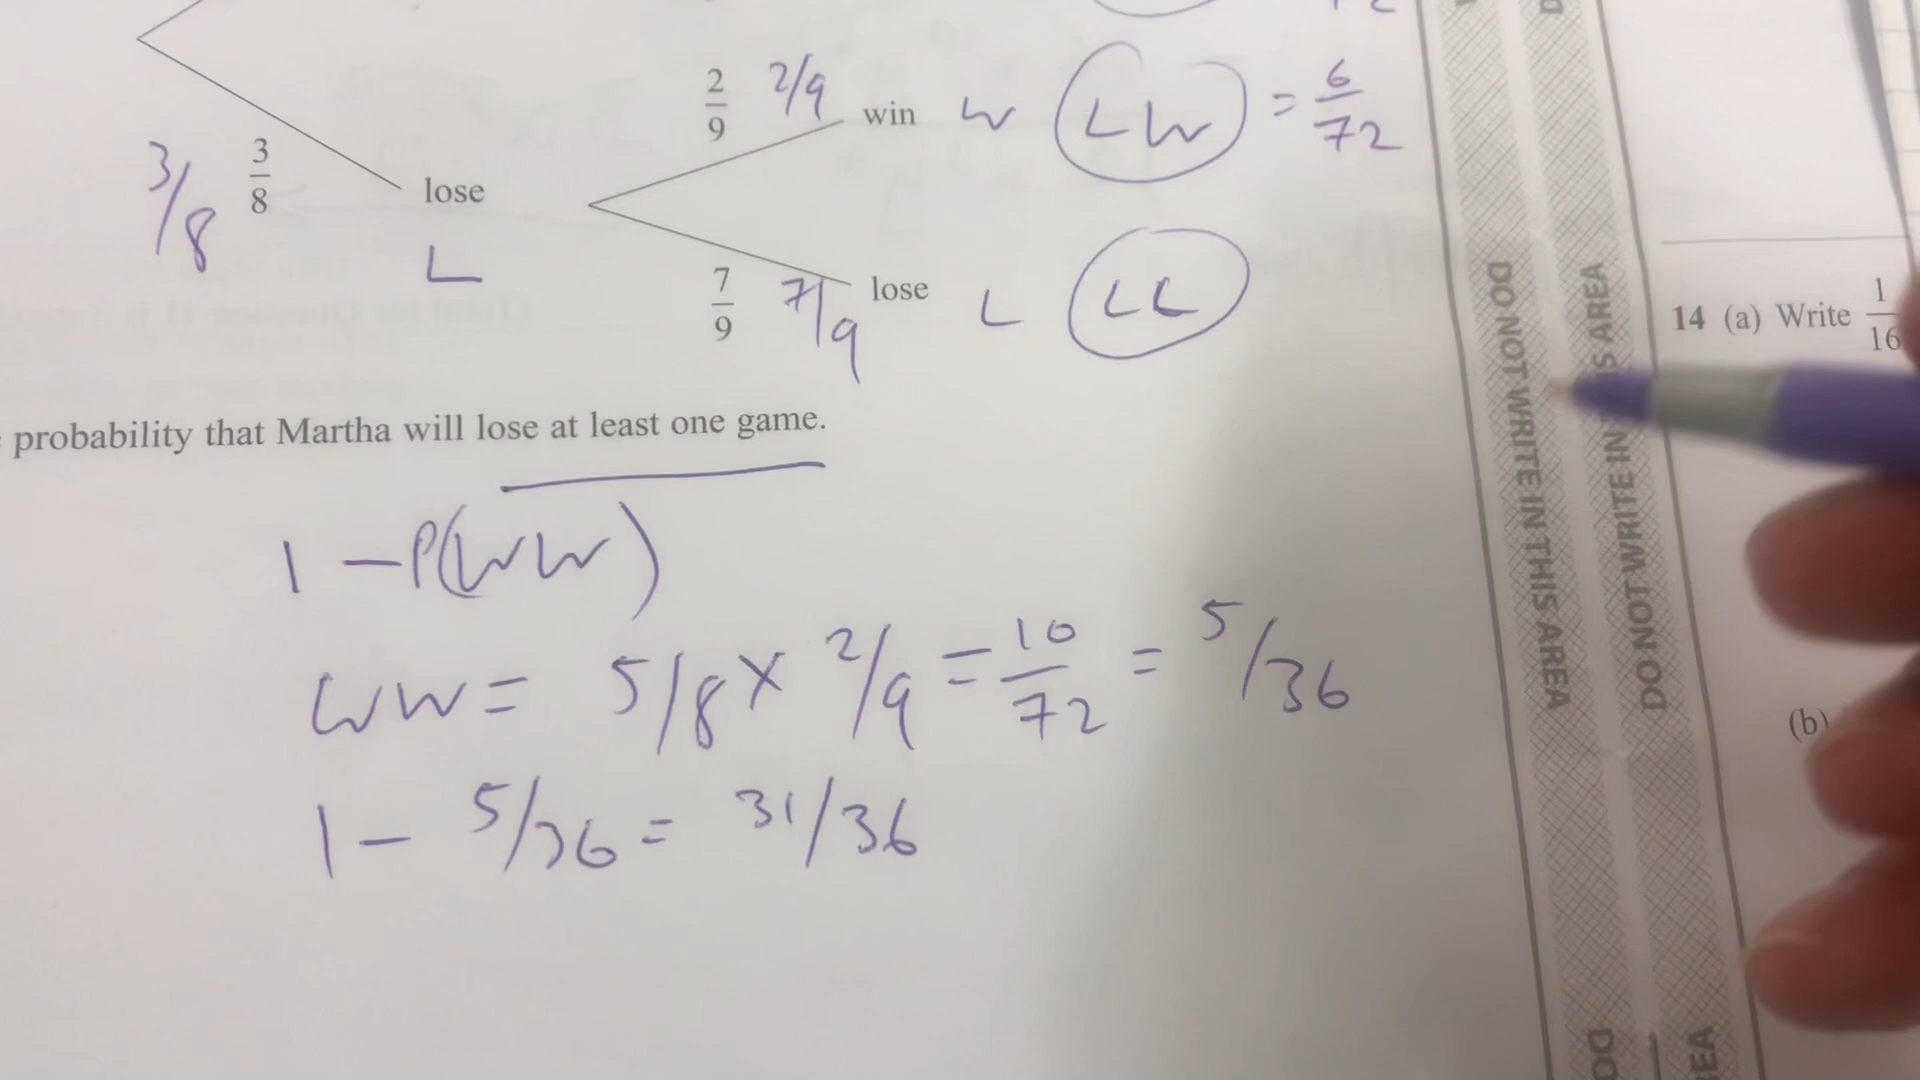 2/9 2/9 win W LW = 6/72
3/8 3/8 lose
L
7/9 7/9 lose L LL
probability that Martha will lose at least one game.
1 - P(WW)
WW = 5/8 × 2/9 = 10/72 = 5/36
1 - 5/36 = 31/36
DO NOT WRITE IN THIS AREA
DO NOT WRITE IN AREA
14 (a) Write 1/16
(b)